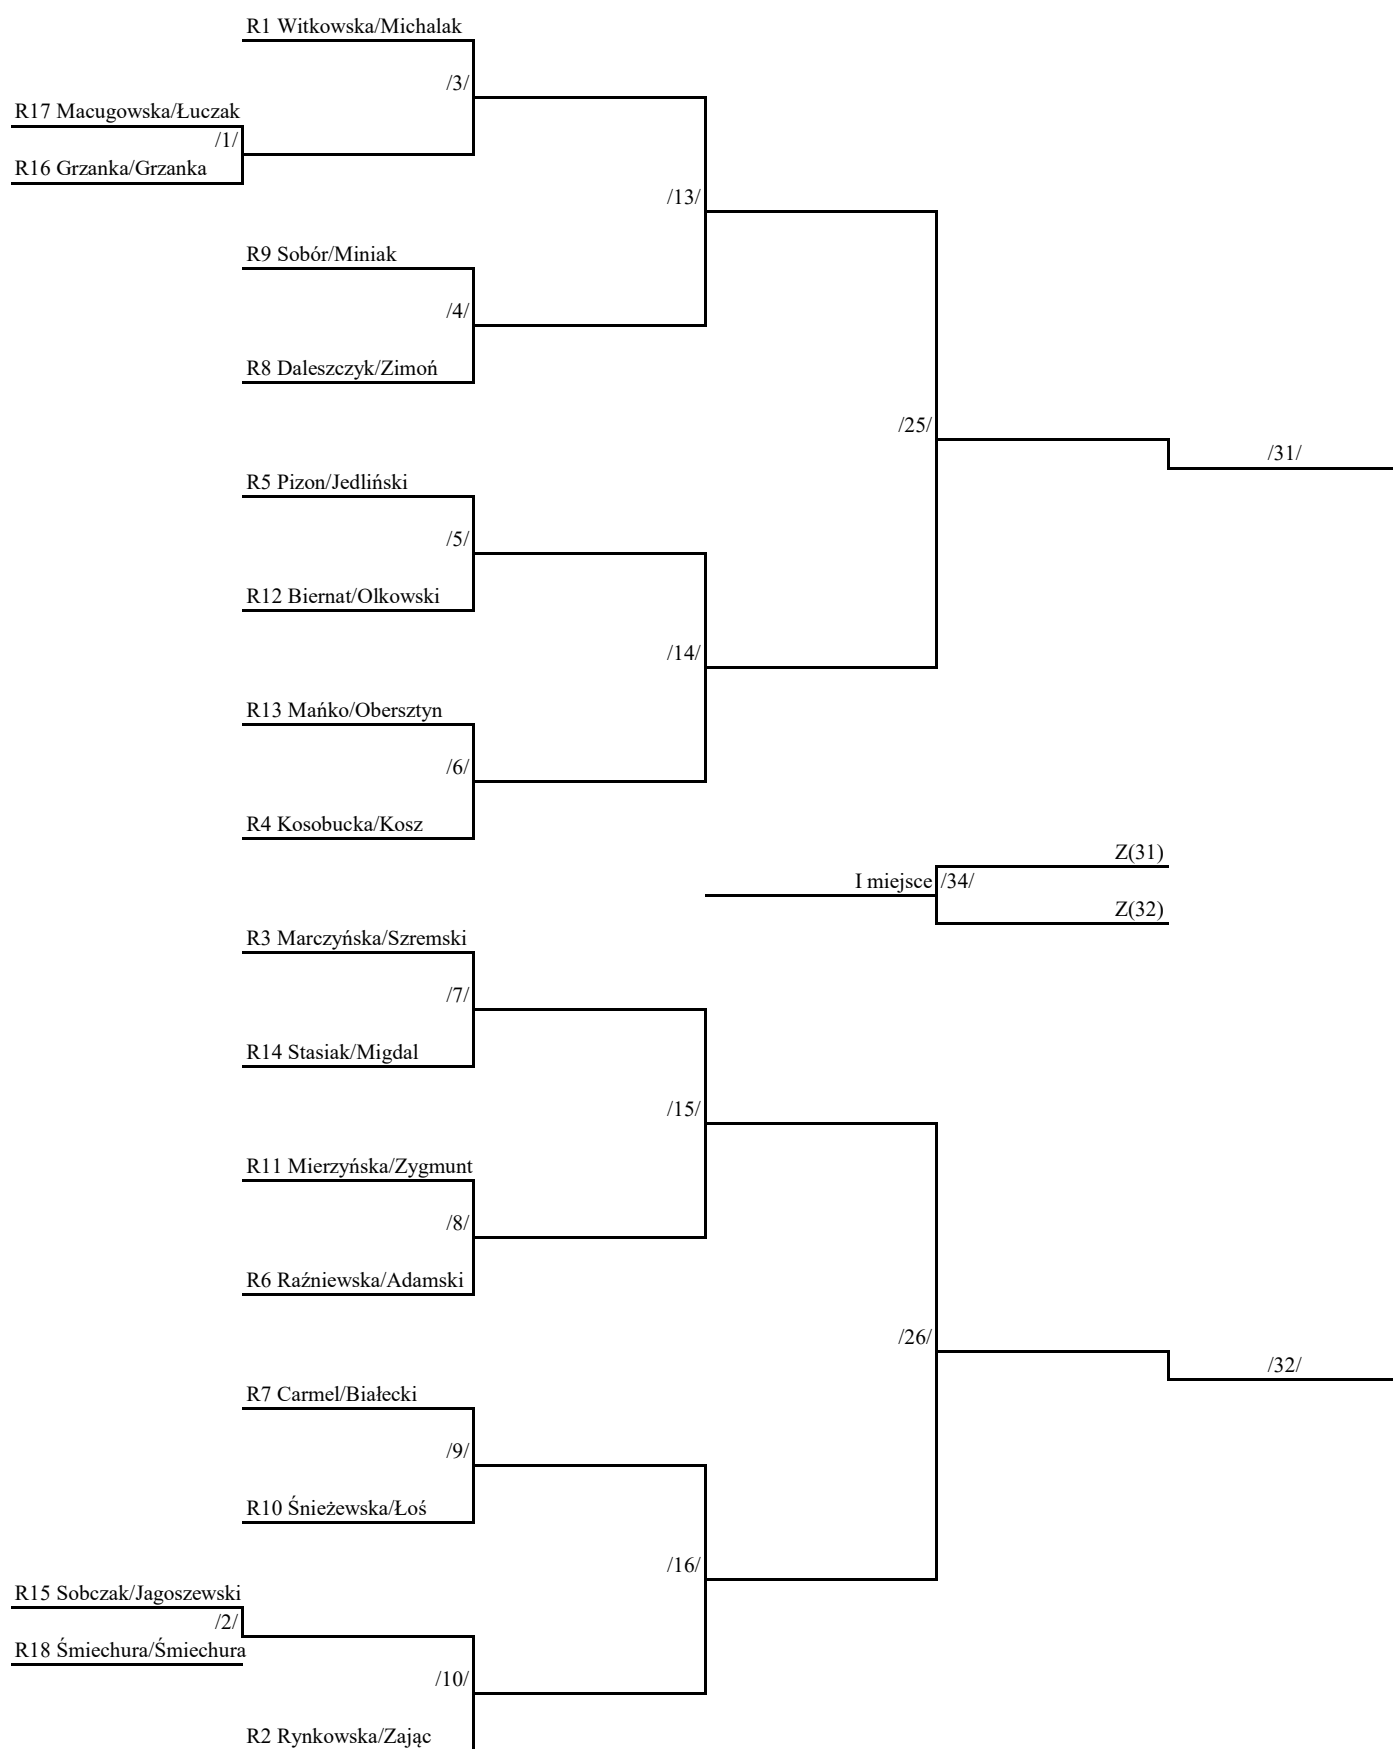 R1 Witkowska/Michalak
/3/
R17 Macugowska/Łuczak
/1/
R16 Grzanka/Grzanka
/13/
R9 Sobór/Miniak
/4/
R8 Daleszczyk/Zimoń
/25/
/31/
R5 Pizon/Jedliński
/5/
R12 Biernat/Olkowski
/14/
R13 Mańko/Obersztyn
/6/
R4 Kosobucka/Kosz
Z(31)
I miejsce /34/
Z(32)
R3 Marczyńska/Szremski
/7/
R14 Stasiak/Migdal
/15/
R11 Mierzyńska/Zygmunt
/8/
R6 Raźniewska/Adamski
/26/
/32/
R7 Carmel/Białecki
/9/
R10 Śnieżewska/Łoś
/16/
R15 Sobczak/Jagoszewski
/2/
R18 Śmiechura/Śmiechura
/10/
R2 Rynkowska/Zając